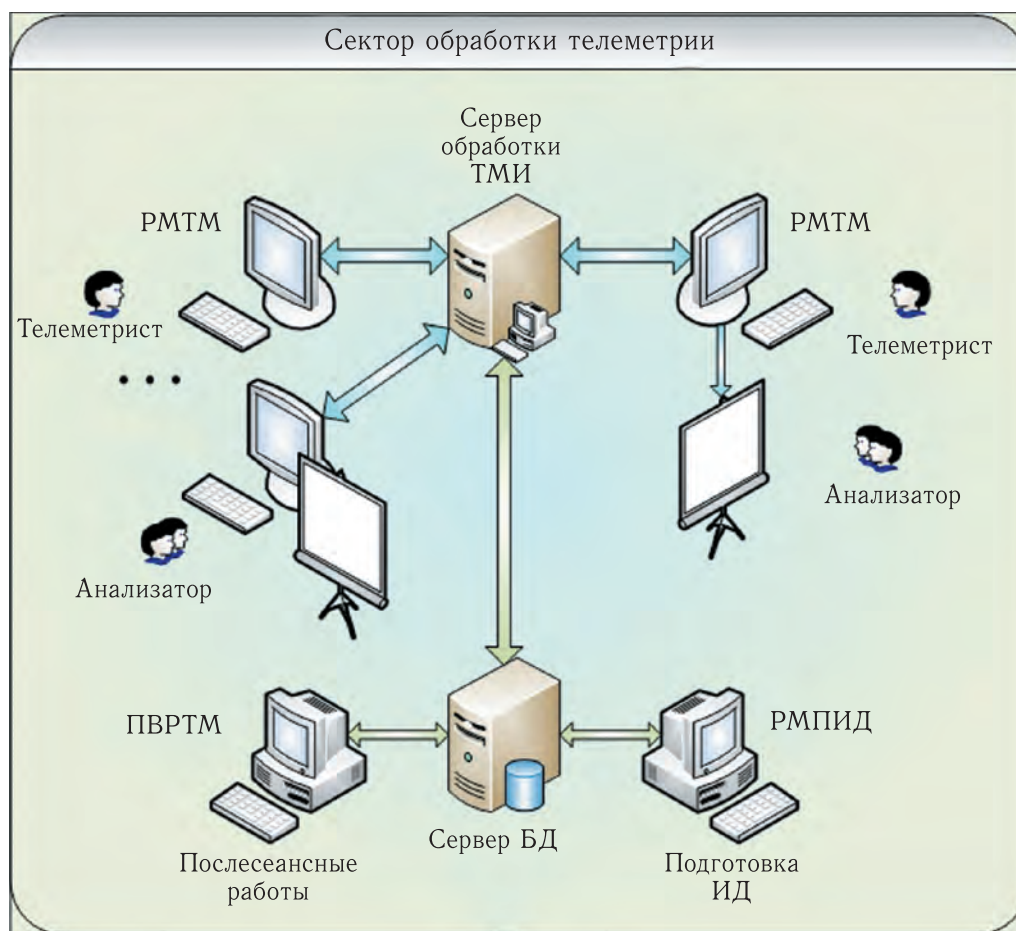 Сектор обработки телеметрии
Сервер
обработки
ТМИ
РМТМ
РМТМ
Телеметрист
Телеметрист
• • •
Анализатор
Анализатор
ПВРТМ
РМПИД
Сервер БД
Послесеансные
работы
Подготовка
ИД